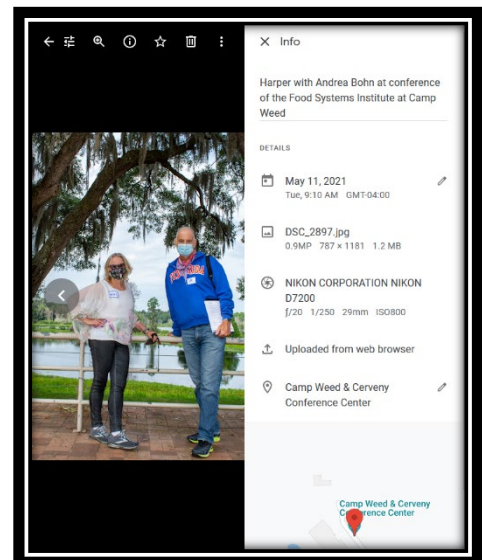 Info
Harper with Andrea Bohn at conference
of the Food Systems Institute at Camp
Weed
DETAILS
May 11, 2021
Tue, 9:10 AM GMT-04:00
DSC_2897.jpg
0.9MP 787 × 1181 1.2 MB
NIKON CORPORATION NIKON
D7200
ƒ/20 1/250 29mm ISO800
Uploaded from web browser
Camp Weed & Cerveny
Conference Center
Camp Weed & Cerveny
Conference Center